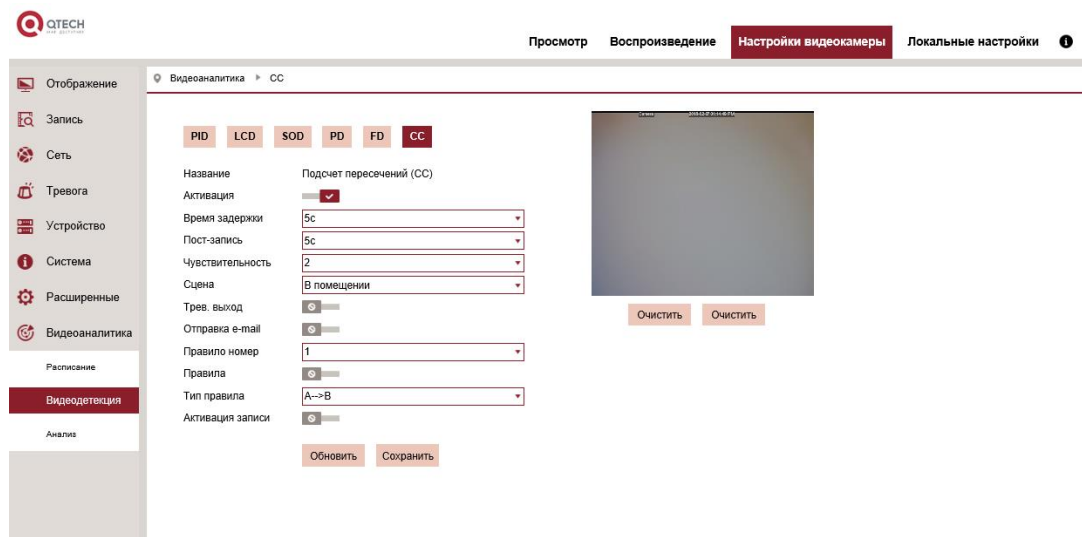 QTECH
Просмотр Воспроизведение Настройки видеокамеры Локальные настройки
Видеоаналитика СС
Отображение
Запись
Сеть
Тревога
Устройство
Система
Расширенные
Видеоаналитика
Расписание
Видеодетекция
Анализ
PID LCD SOD PD FD CC
Название Подсчет пересечений (CC)
Активация
Время задержки 5с
Пост-запись 5с
Чувствительность 2
Сцена В помещении
Трев. выход
Отправка e-mail
Правило номер 1
Правила
Тип правила A-->B
Активация записи
Обновить Сохранить
Очистить Очистить